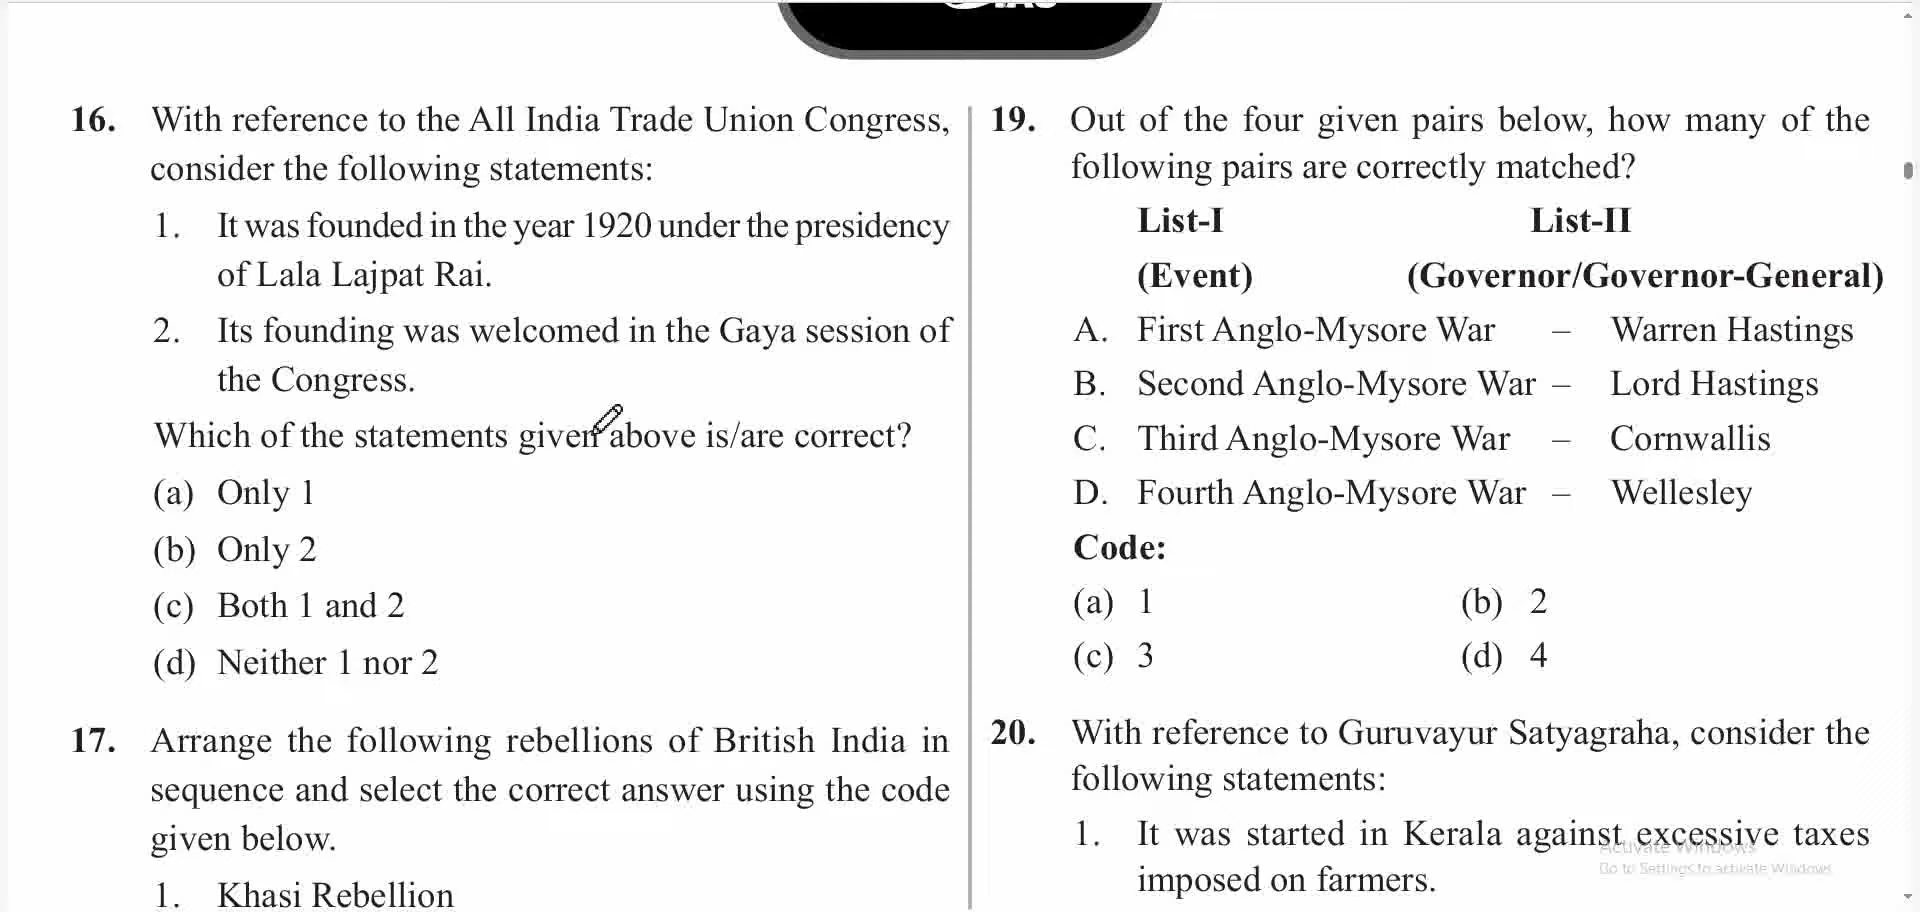 16. With reference to the All India Trade Union Congress,
consider the following statements:
1. It was founded in the year 1920 under the presidency
of Lala Lajpat Rai.
2. Its founding was welcomed in the Gaya session of
the Congress.
Which of the statements given above is/are correct?
(a) Only 1
(b) Only 2
(c) Both 1 and 2
(d) Neither 1 nor 2
17. Arrange the following rebellions of British India in
sequence and select the correct answer using the code
given below.
1. Khasi Rebellion
19. Out of the four given pairs below, how many of the
following pairs are correctly matched?
List-I List-II
(Event) (Governor/Governor-General)
A. First Anglo-Mysore War – Warren Hastings
B. Second Anglo-Mysore War – Lord Hastings
C. Third Anglo-Mysore War – Cornwallis
D. Fourth Anglo-Mysore War – Wellesley
Code:
(a) 1 (b) 2
(c) 3 (d) 4
20. With reference to Guruvayur Satyagraha, consider the
following statements:
1. It was started in Kerala against excessive taxes
imposed on farmers.
Activate Windows
Go to Settings to activate Windows.